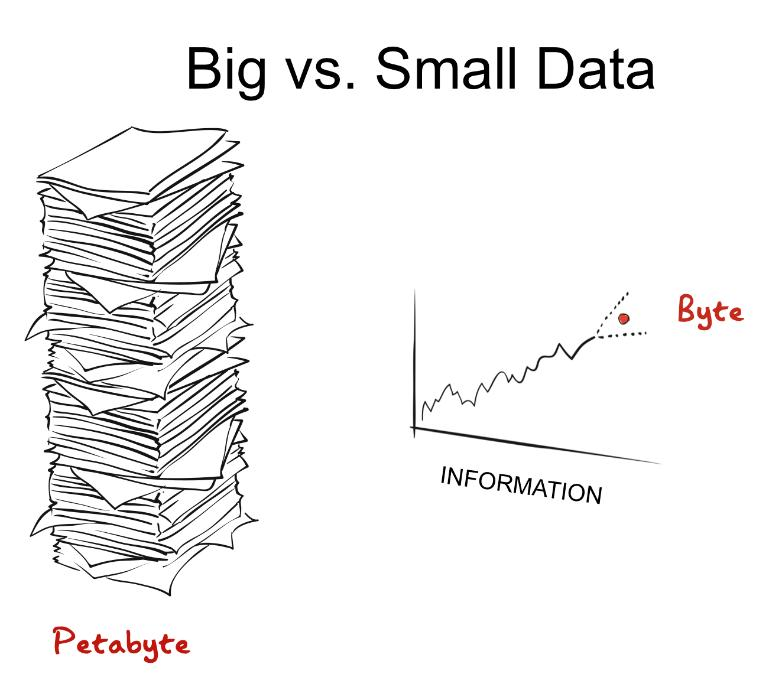 Big vs. Small Data
Byte
INFORMATION
Petabyte